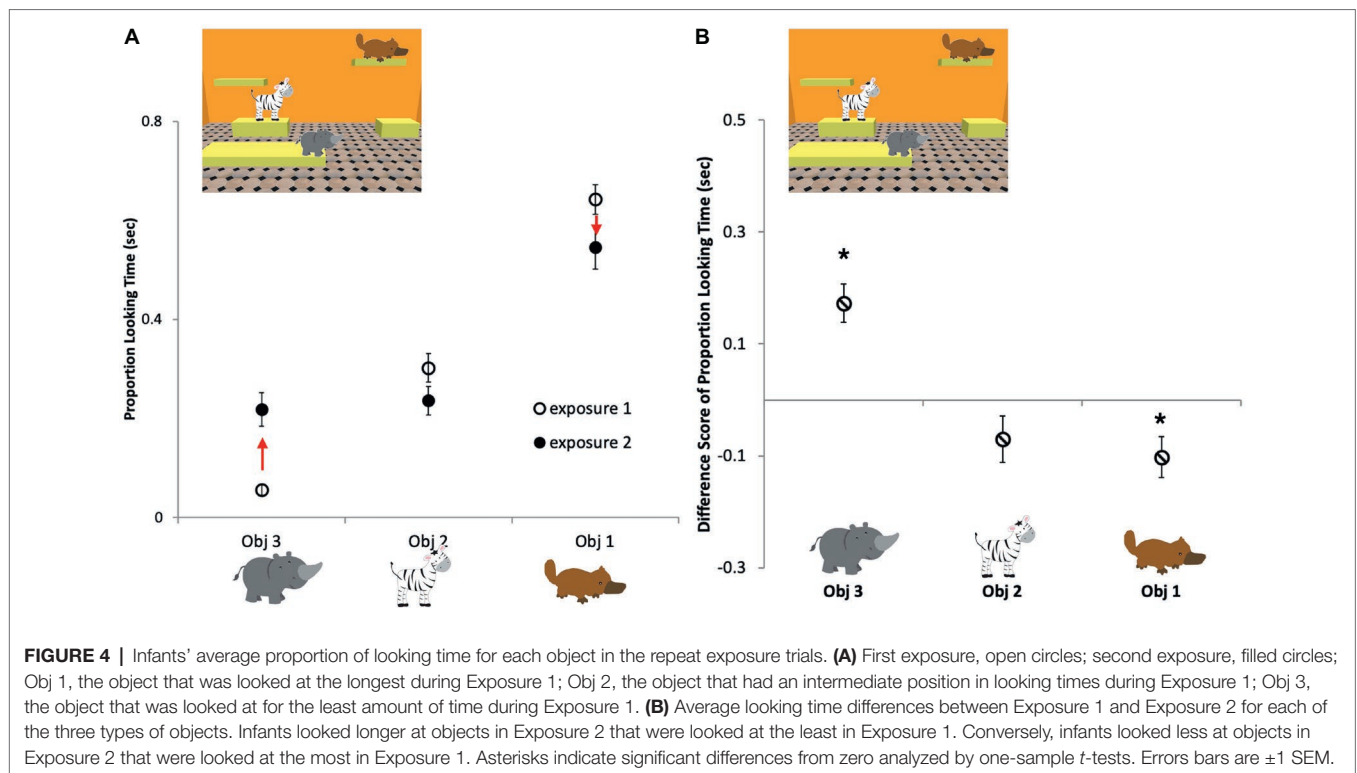 A
Proportion Looking Time (sec)
0.8
0.4
0
exposure 1
exposure 2
Obj 3
Obj 2
Obj 1
B
Difference Score of Proportion Looking Time (sec)
0.5
0.3
*
0.1
*
-0.1
-0.3
Obj 3
Obj 2
Obj 1
FIGURE 4 | Infants’ average proportion of looking time for each object in the repeat exposure trials. (A) First exposure, open circles; second exposure, filled circles;
Obj 1, the object that was looked at the longest during Exposure 1; Obj 2, the object that had an intermediate position in looking times during Exposure 1; Obj 3,
the object that was looked at for the least amount of time during Exposure 1. (B) Average looking time differences between Exposure 1 and Exposure 2 for each of
the three types of objects. Infants looked longer at objects in Exposure 2 that were looked at the least in Exposure 1. Conversely, infants looked less at objects in
Exposure 2 that were looked at the most in Exposure 1. Asterisks indicate significant differences from zero analyzed by one-sample t-tests. Errors bars are ±1 SEM.